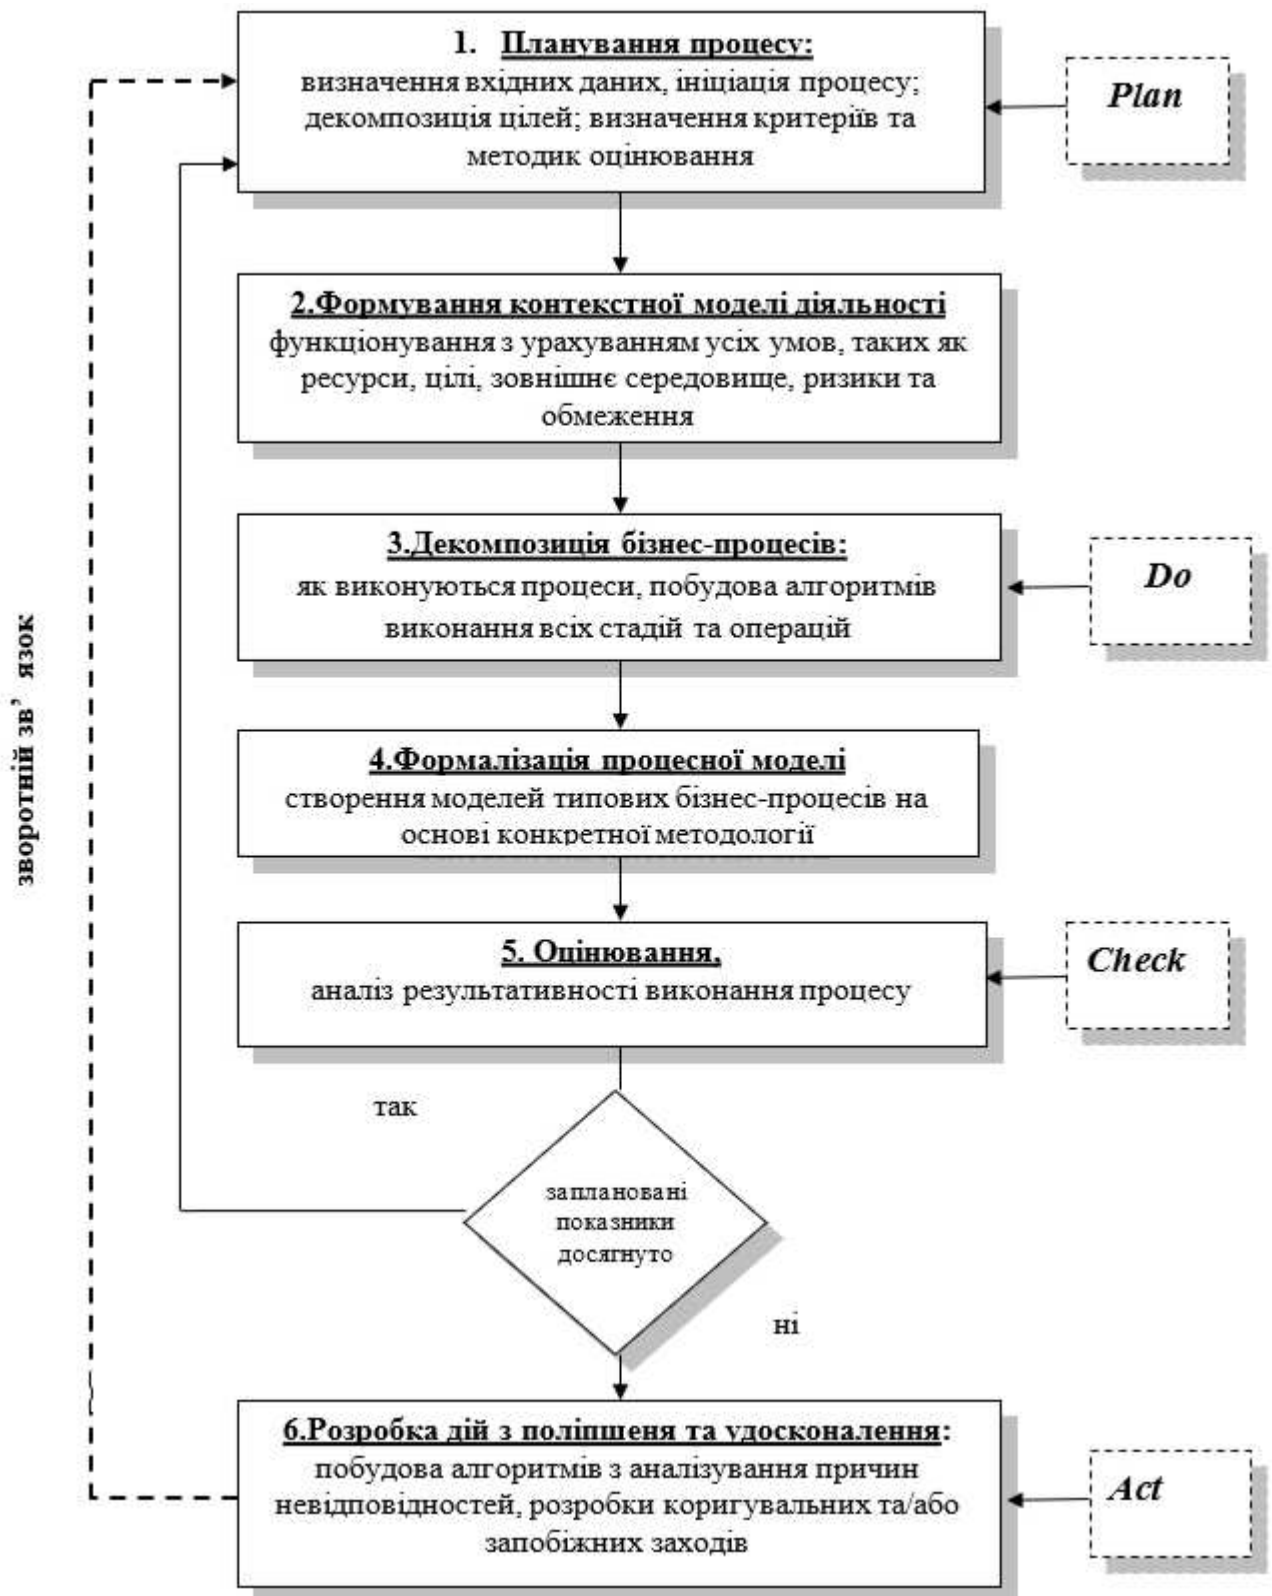 1. Планування процесу:
визначення вхідних даних, ініціація процесу;
декомпозиція цілей; визначення критеріїв та
методик оцінювання
Plan
2.Формування контекстної моделі діяльності
функціонування з урахуванням усіх умов, таких як
ресурси, цілі, зовнішнє середовище, ризики та
обмеження
3.Декомпозиція бізнес-процесів:
як виконуються процеси, побудова алгоритмів
виконання всіх стадій та операцій
Do
зворотній зв’ язок
4.Формалізація процесної моделі
створення моделей типових бізнес-процесів на
основі конкретної методології
5. Оцінювання,
аналіз результативності виконання процесу
Check
так
заплановані
показники
досягнуто
ні
6.Розробка дій з поліпшеня та удосконалення:
побудова алгоритмів з аналізування причин
невідповідностей, розробки коригувальних та/або
запобіжних заходів
Act